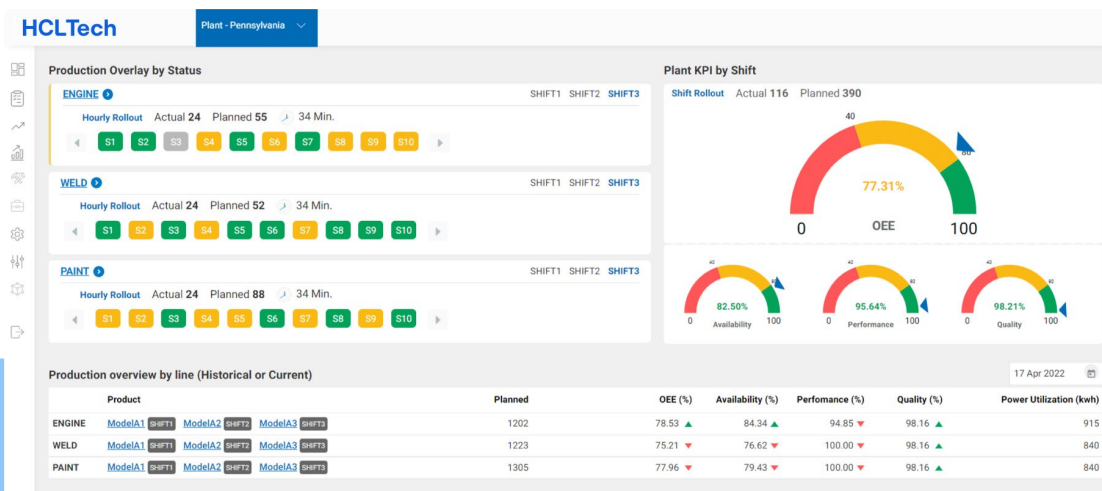 HCLTech
Plant - Pennsylvania
Production Overlay by Status
ENGINE SHIFT1 SHIFT2 SHIFT3
Hourly Rollout Actual 24 Planned 55 34 Min.
S1 S2 S3 S4 S5 S6 S7 S8 S9 S10
WELD SHIFT1 SHIFT2 SHIFT3
Hourly Rollout Actual 24 Planned 52 34 Min.
S1 S2 S3 S4 S5 S6 S7 S8 S9 S10
PAINT SHIFT1 SHIFT2 SHIFT3
Hourly Rollout Actual 24 Planned 88 34 Min.
S1 S2 S3 S4 S5 S6 S7 S8 S9 S10
Plant KPI by Shift
Shift Rollout Actual 116 Planned 390
40
80
77.31%
0 OEE 100
40 80
82.50%
0 Availability 100
40 80
95.64%
0 Performance 100
40 80
98.21%
0 Quality 100
Production overview by line (Historical or Current) 17 Apr 2022
Product Planned OEE (%) Availability (%) Perfomance (%) Quality (%) Power Utilization (kwh)
ENGINE ModelA1 SHIFT1 ModelA2 SHIFT2 ModelA3 SHIFT3 1202 78.53 84.34 94.85 98.16 915
WELD ModelA1 SHIFT1 ModelA2 SHIFT2 ModelA3 SHIFT3 1223 75.21 76.62 100.00 98.16 840
PAINT ModelA1 SHIFT1 ModelA2 SHIFT2 ModelA3 SHIFT3 1305 77.96 79.43 100.00 98.16 840